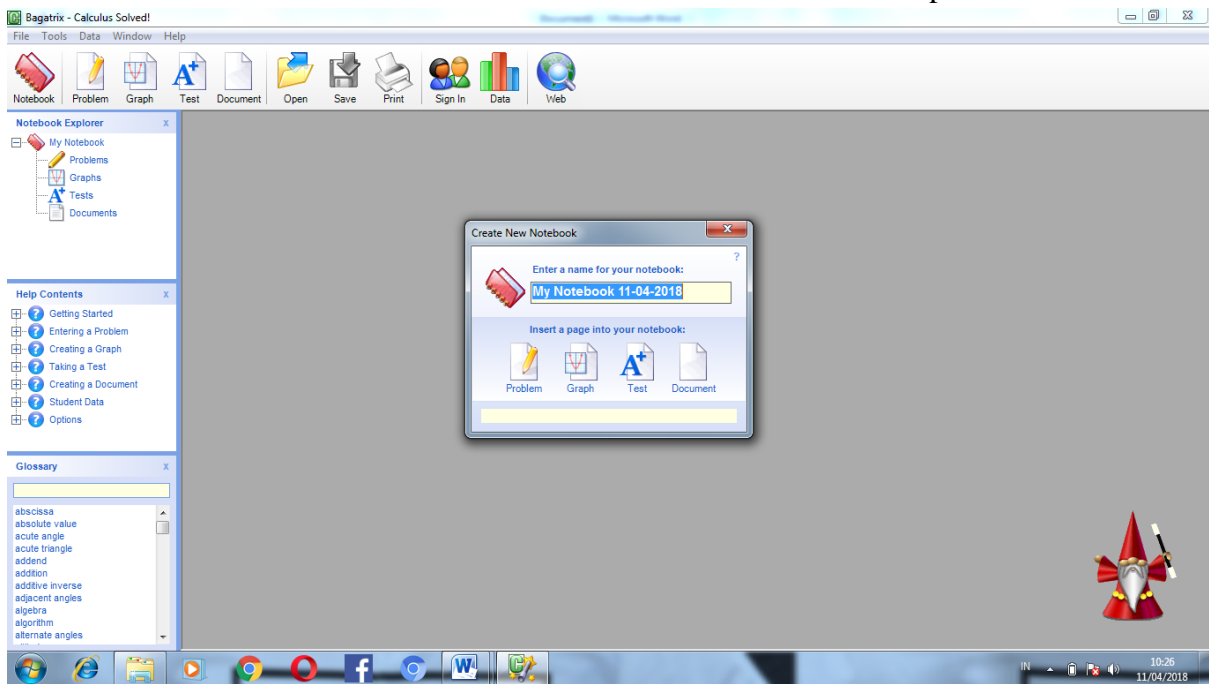 Bagatrix - Calculus Solved!
File Tools Data Window Help
Notebook Problem Graph Test Document Open Save Print Sign In Data Web
Notebook Explorer x
My Notebook
Problems
Graphs
Tests
Documents
Help Contents x
Getting Started
Entering a Problem
Creating a Graph
Taking a Test
Creating a Document
Student Data
Options
Glossary x
abscissa
absolute value
acute angle
acute triangle
addend
addition
additive inverse
adjacent angles
algebra
algorithm
alternate angles
Create New Notebook
?
Enter a name for your notebook:
My Notebook 11-04-2018
Insert a page into your notebook:
Problem Graph Test Document
IN 10:26
11/04/2018